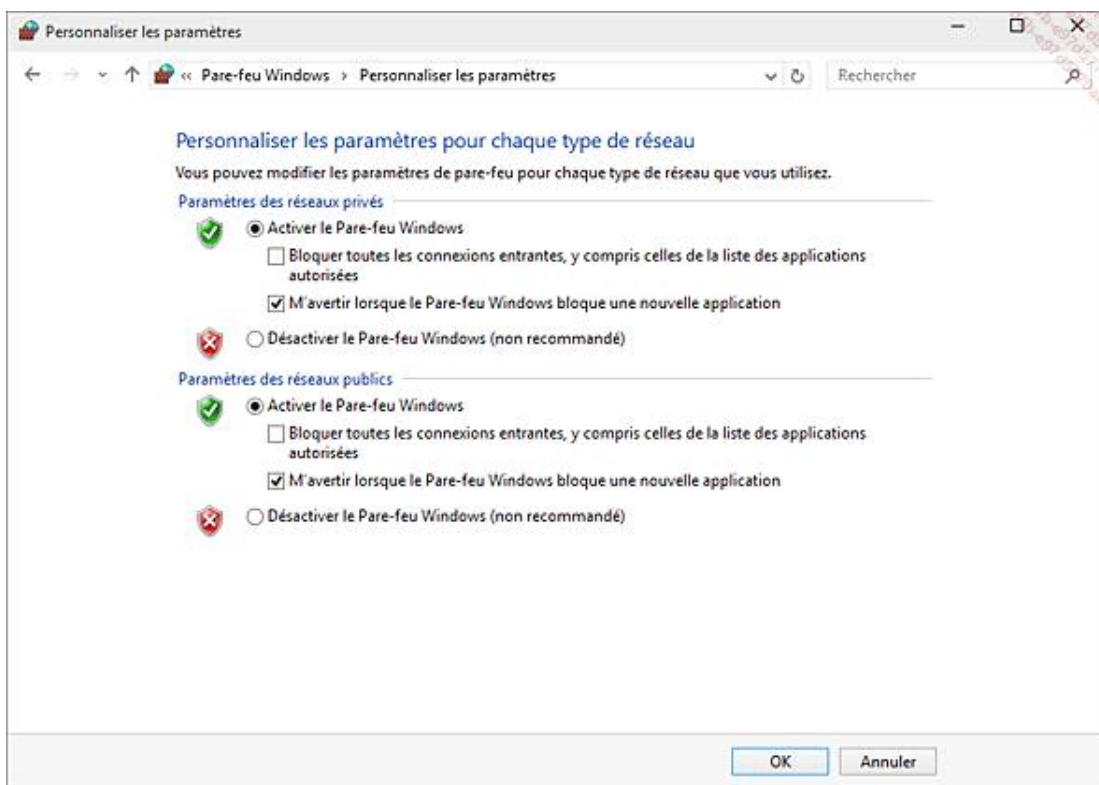 Personnaliser les paramètres
« Pare-feu Windows › Personnaliser les paramètres
Rechercher
Personnaliser les paramètres pour chaque type de réseau
Vous pouvez modifier les paramètres de pare-feu pour chaque type de réseau que vous utilisez.
Paramètres des réseaux privés
Activer le Pare-feu Windows
Bloquer toutes les connexions entrantes, y compris celles de la liste des applications
autorisées
M'avertir lorsque le Pare-feu Windows bloque une nouvelle application
Désactiver le Pare-feu Windows (non recommandé)
Paramètres des réseaux publics
Activer le Pare-feu Windows
Bloquer toutes les connexions entrantes, y compris celles de la liste des applications
autorisées
M'avertir lorsque le Pare-feu Windows bloque une nouvelle application
Désactiver le Pare-feu Windows (non recommandé)
OK
Annuler